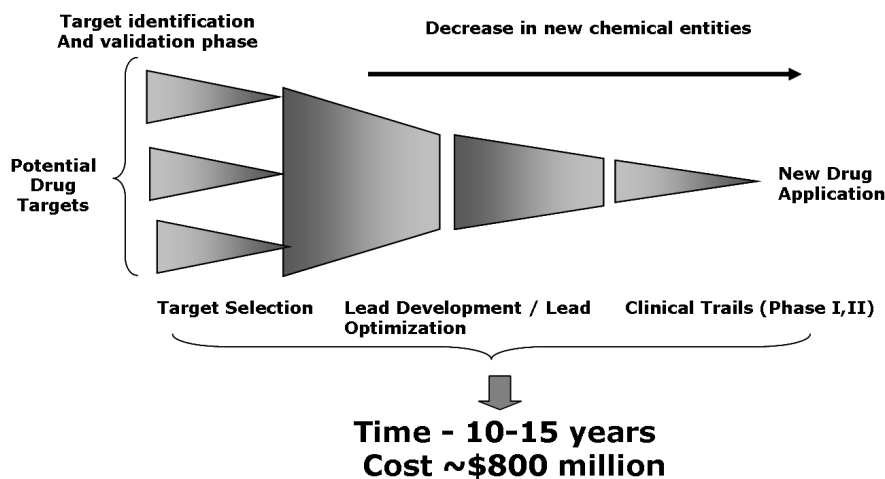 Target identification
And validation phase
Decrease in new chemical entities
Potential
Drug
Targets
New Drug
Application
Target Selection
Lead Development / Lead
Optimization
Clinical Trails (Phase I,II)
Time - 10-15 years
Cost ~$800 million